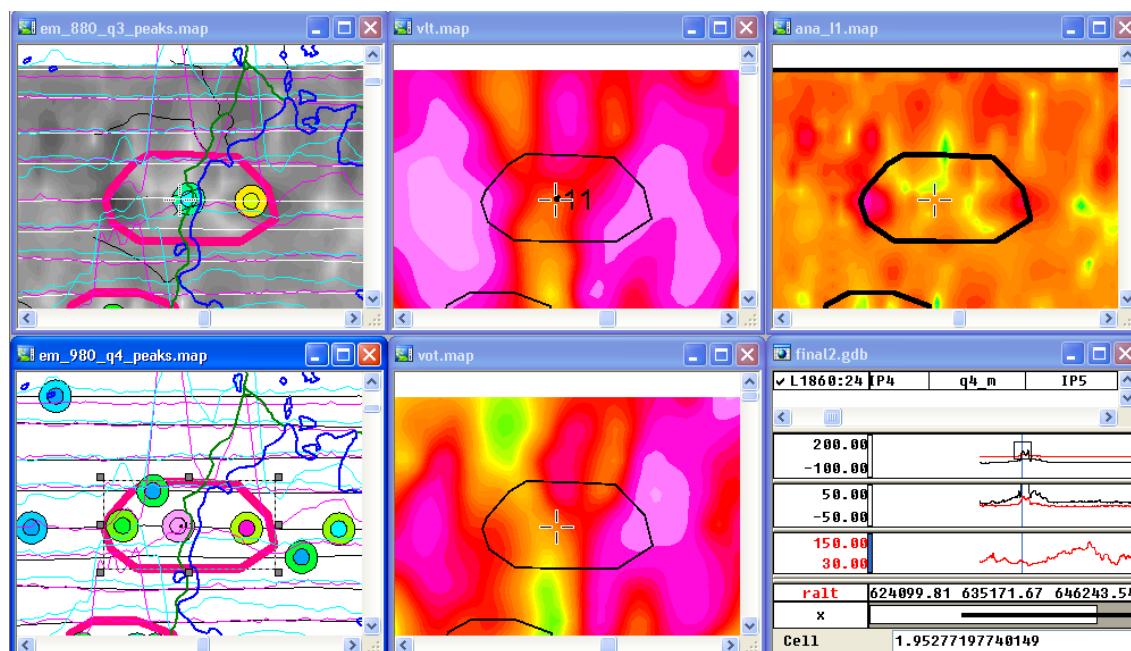 em_880_q3_peaks.map
vlt.map
ana_l1.map
11
em_980_q4_peaks.map
vot.map
final2.gdb
L1860:24 IP4 q4_m IP5
200.00
-100.00
50.00
-50.00
150.00
30.00
ralt 624099.81 635171.67 646243.54
x
Cell 1.95277197740149